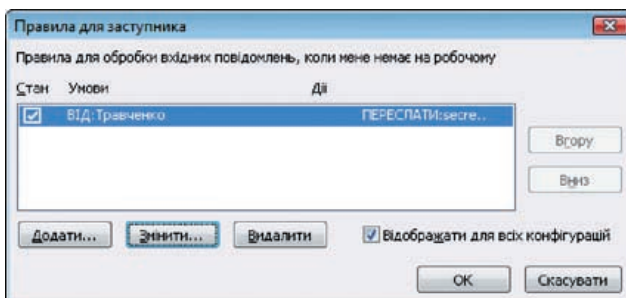 Правила для заступника
Правила для обробки вхідних повідомлень, коли мене немає на робочому
Стан Умови Дії
ВІД:Травченко ПЕРЕСЛАТИ:secre...
Вгору
Вниз
Додати... Змінити... Видалити Відображати для всіх конфігурацій
OK Скасувати